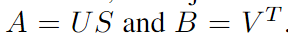 A = US and B = V^T.